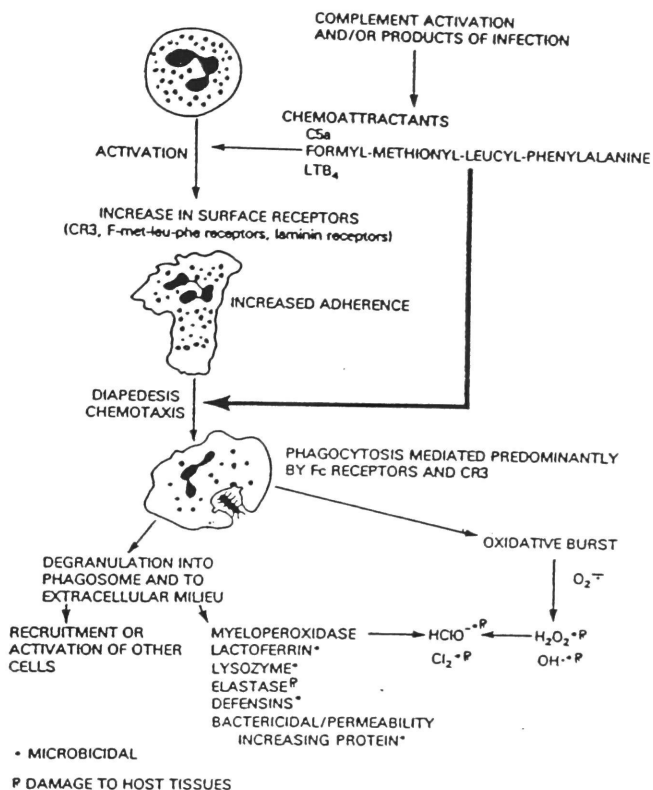 COMPLEMENT ACTIVATION
AND/OR PRODUCTS OF INFECTION
CHEMOATTRACTANTS
C5a
ACTIVATION
FORMYL-METHIONYL-LEUCYL-PHENYLALANINE
LTB4
INCREASE IN SURFACE RECEPTORS
(CR3, F-met-leu-phe receptors, laminin receptors)
INCREASED ADHERENCE
DIAPEDESIS
CHEMOTAXIS
PHAGOCYTOSIS MEDIATED PREDOMINANTLY
BY Fc RECEPTORS AND CR3
OXIDATIVE BURST
O2−•
DEGRANULATION INTO
PHAGOSOME AND TO
EXTRACELLULAR MILIEU
RECRUITMENT OR
ACTIVATION OF OTHER
CELLS
MYELOPEROXIDASE
LACTOFERRIN•
LYSOZYME•
ELASTASE P
DEFENSINS•
BACTERICIDAL/PERMEABILITY
INCREASING PROTEIN•
HClO−•P
Cl2•P
H2O2•P
OH-•P
• MICROBICIDAL
P DAMAGE TO HOST TISSUES